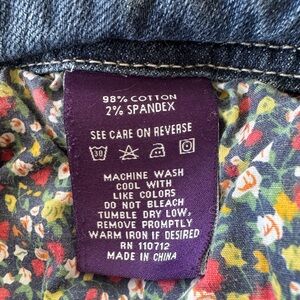 98% COTTON
2% SPANDEX
SEE CARE ON REVERSE
30
MACHINE WASH
COOL WITH
LIKE COLORS
DO NOT BLEACH
TUMBLE DRY LOW,
REMOVE PROMPTLY
WARM IRON IF DESIRED
RN 110712
MADE IN CHINA